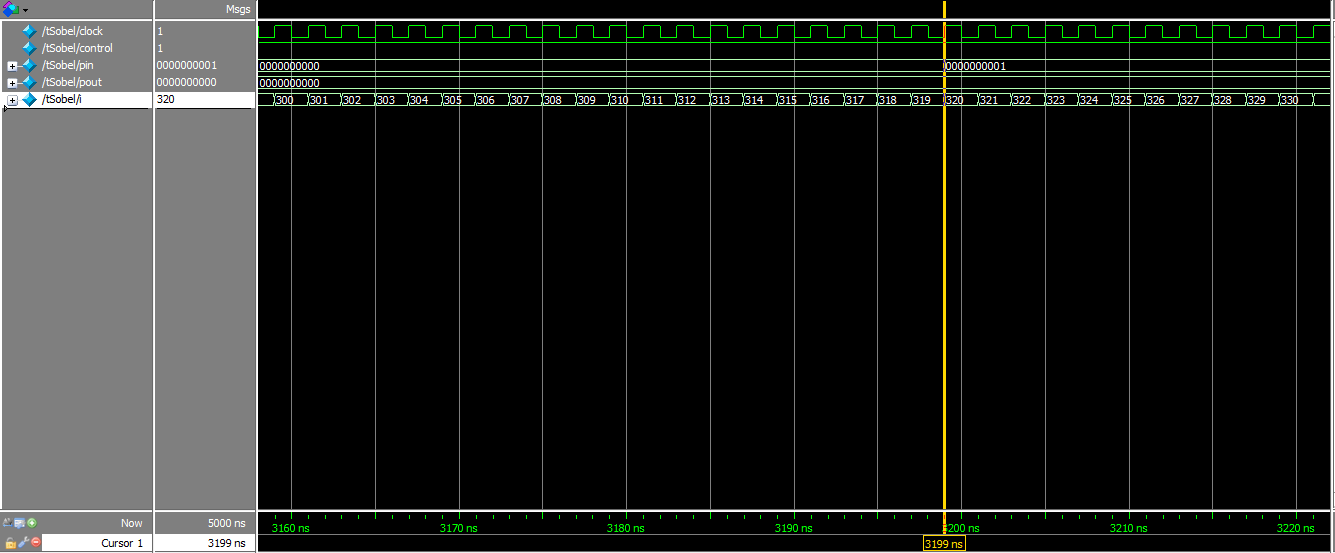 Msgs
/tSobel/clock 1
/tSobel/control 1
/tSobel/pin 0000000001 0000000000 0000000001
/tSobel/pout 0000000000 0000000000
/tSobel/i 320 300 301 302 303 304 305 306 307 308 309 310 311 312 313 314 315 316 317 318 319 320 321 322 323 324 325 326 327 328 329 330
Now 5000 ns 3160 ns 3170 ns 3180 ns 3190 ns 3200 ns 3210 ns 3220 ns
Cursor 1 3199 ns 3199 ns